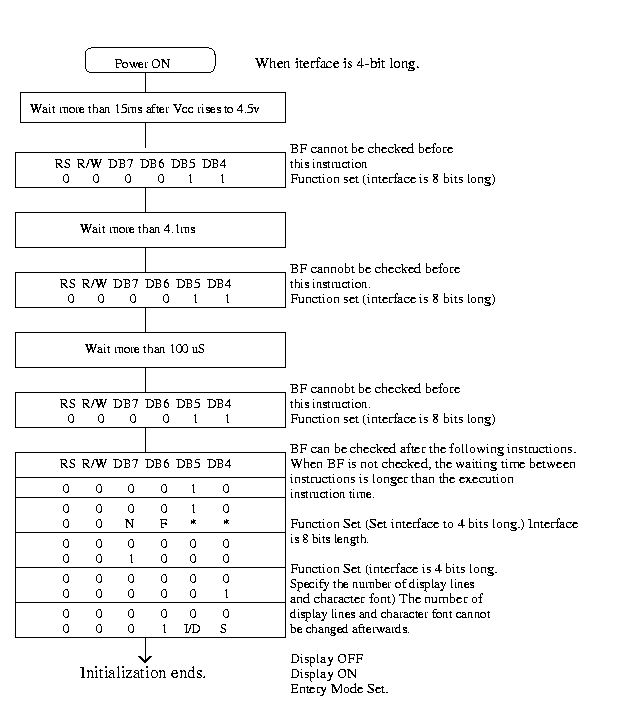 Power ON
When iterface is 4-bit long.
Wait more than 15ms after Vcc rises to 4.5v
BF cannot be checked before
this instruction
Function set (interface is 8 bits long)
RS R/W DB7 DB6 DB5 DB4
0 0 0 0 1 1
Wait more than 4.1ms
BF cannobt be checked before
this instruction.
Function set (interface is 8 bits long)
RS R/W DB7 DB6 DB5 DB4
0 0 0 0 1 1
Wait more than 100 uS
BF cannobt be checked before
this instruction.
Function set (interface is 8 bits long)
RS R/W DB7 DB6 DB5 DB4
0 0 0 0 1 1
BF can be checked after the following instructions.
When BF is not checked, the waiting time between
instructions is longer than the execution
instruction time.
RS R/W DB7 DB6 DB5 DB4
0 0 0 0 1 0
0 0 0 0 1 0
0 0 N F * *
0 0 0 0 0 0
0 0 1 0 0 0
0 0 0 0 0 0
0 0 0 0 0 1
0 0 0 0 0 0
0 0 0 1 I/D S
Function Set (Set interface to 4 bits long.) Interface
is 8 bits length.
Function Set (interface is 4 bits long.
Specify the number of display lines
and character font) The number of
display lines and character font cannot
be changed afterwards.
Display OFF
Display ON
Entery Mode Set.
Initialization ends.